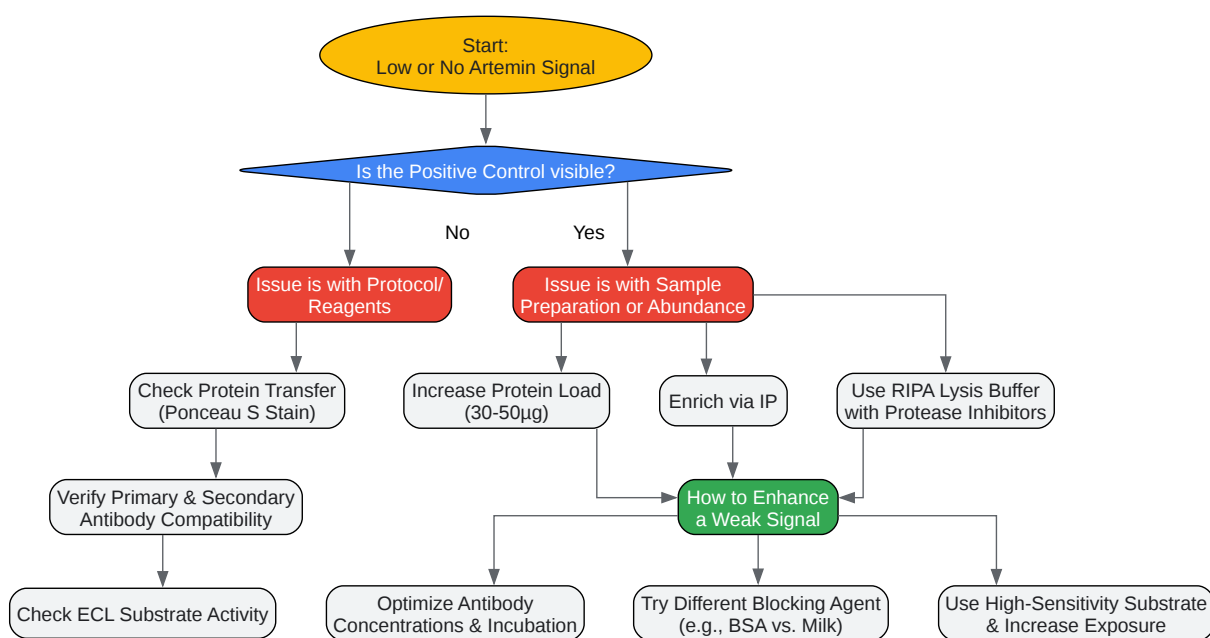 Start:
Low or No Artemin Signal
Is the Positive Control visible?
No
Yes
Issue is with Protocol/
Reagents
Issue is with Sample
Preparation or Abundance
Check Protein Transfer
(Ponceau S Stain)
Increase Protein Load
(30-50µg)
Enrich via IP
Use RIPA Lysis Buffer
with Protease Inhibitors
Verify Primary & Secondary
Antibody Compatibility
How to Enhance
a Weak Signal
Check ECL Substrate Activity
Optimize Antibody
Concentrations & Incubation
Try Different Blocking Agent
(e.g., BSA vs. Milk)
Use High-Sensitivity Substrate
& Increase Exposure